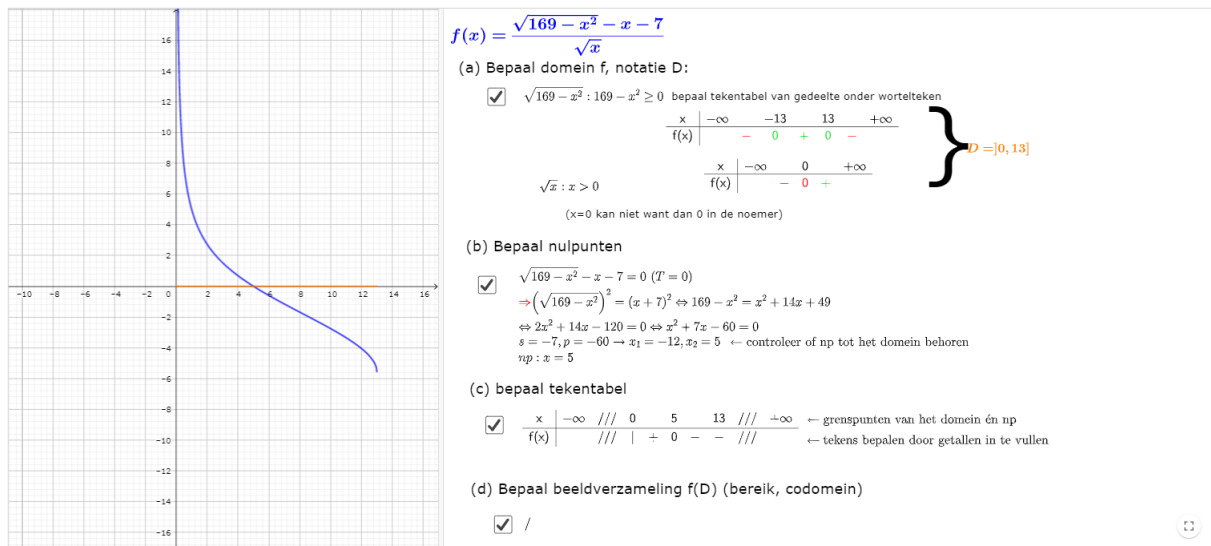 f(x) = \frac{\sqrt{169 - x^2} - x - 7}{\sqrt{x}}
(a) Bepaal domein f, notatie D:
√(169 − x²) : 169 − x² ≥ 0 bepaal tekentabel van gedeelte onder wortelteken
x −∞ −13 13 +∞
f(x) − 0 + 0 −
D =]0, 13]
x −∞ 0 +∞
f(x) − 0 +
√x : x > 0
(x=0 kan niet want dan 0 in de noemer)
(b) Bepaal nulpunten
√(169 − x²) − x − 7 = 0 (T = 0)
⇒ (√(169 − x²))² = (x + 7)² ⇔ 169 − x² = x² + 14x + 49
⇔ 2x² + 14x − 120 = 0 ⇔ x² + 7x − 60 = 0
s = −7, p = −60 → x₁ = −12, x₂ = 5 ← controleer of np tot het domein behoren
np : x = 5
(c) bepaal tekentabel
x −∞ /// 0 5 13 /// +∞ ← grenspunten van het domein én np
f(x) /// | + 0 − − /// ← tekens bepalen door getallen in te vullen
(d) Bepaal beeldverzameling f(D) (bereik, codomein)
/
16
14
12
10
8
6
4
2
−10 −8 −6 −4 −2 0 2 4 6 8 10 12 14 16
−2
−4
−6
−8
−10
−12
−14
−16